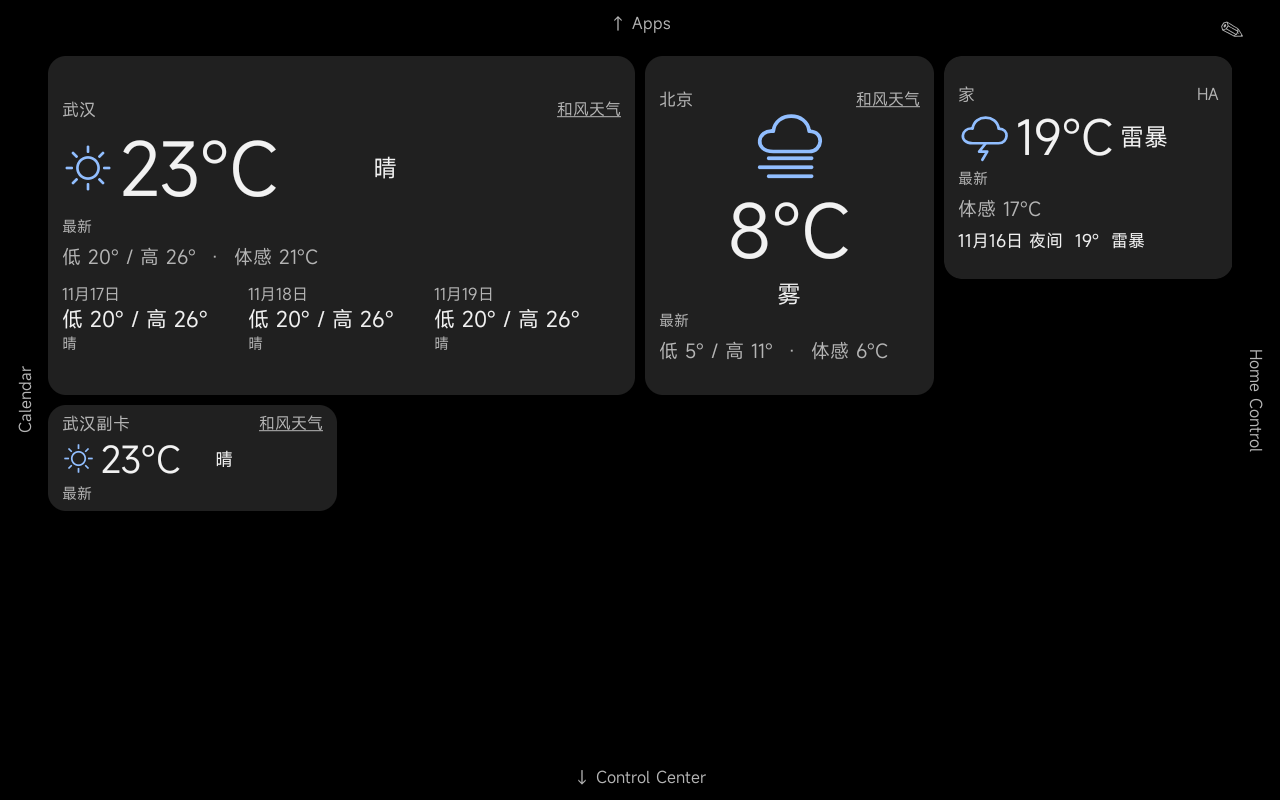 ↑ Apps
武汉
和风天气
23°C
晴
最新
低 20° / 高 26° · 体感 21°C
11月17日
低 20° / 高 26°
晴
11月18日
低 20° / 高 26°
晴
11月19日
低 20° / 高 26°
晴
北京
和风天气
8°C
雾
最新
低 5° / 高 11° · 体感 6°C
家
HA
19°C 雷暴
最新
体感 17°C
11月16日 夜间 19° 雷暴
Calendar
Home Control
武汉副卡
和风天气
23°C
晴
最新
↓ Control Center